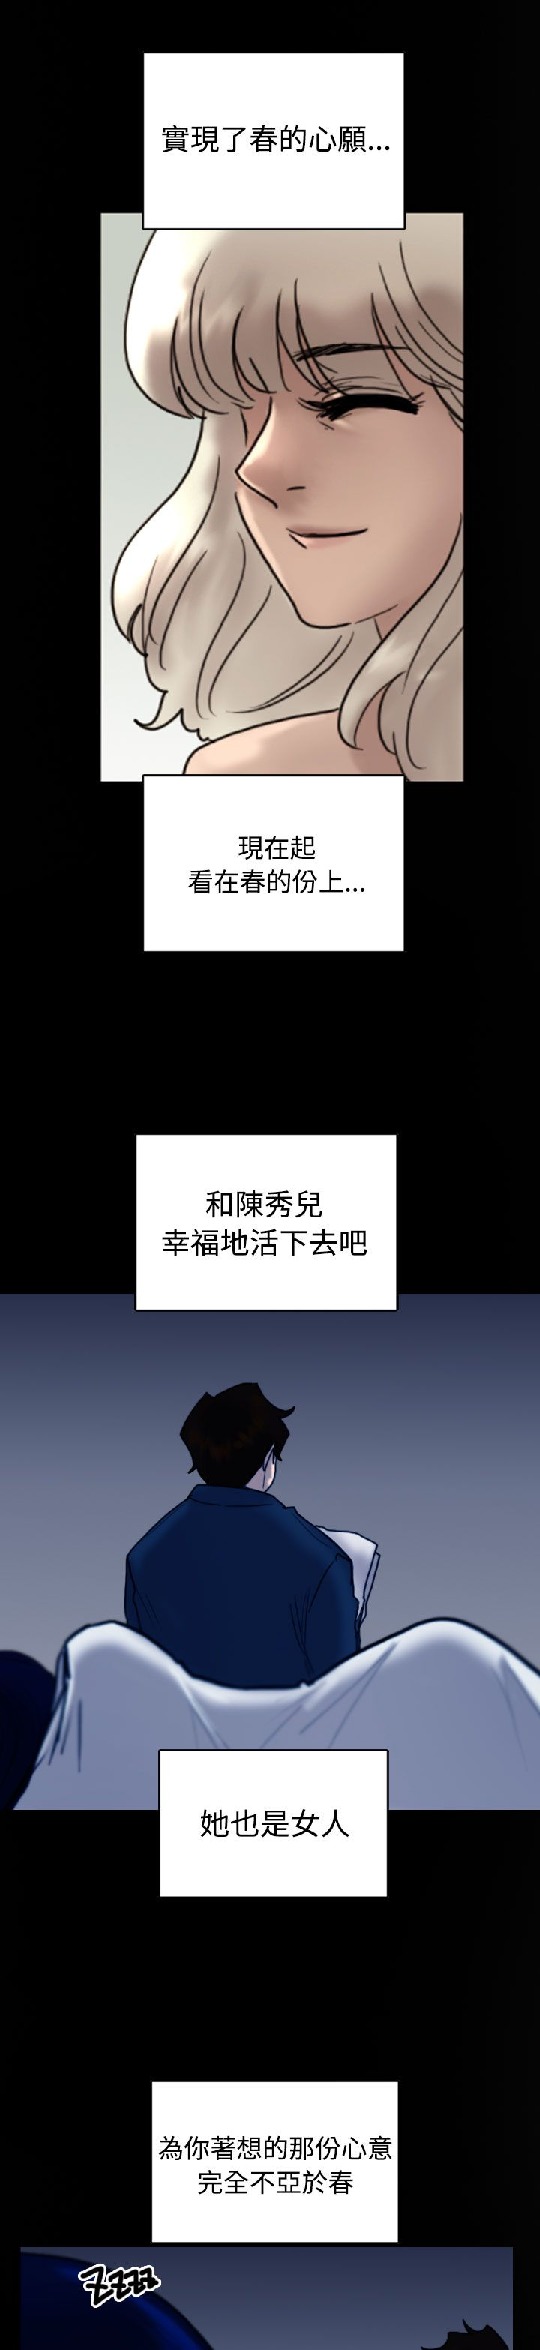 實現了春的心願...
現在起
看在春的份上...
和陳秀兒
幸福地活下去吧
她也是女人
為你著想的那份心意
完全不亞於春
Zzzzz